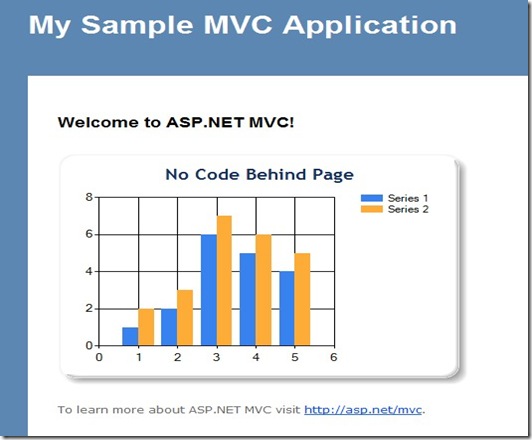 My Sample MVC Application
Welcome to ASP.NET MVC!
No Code Behind Page
Series 1
Series 2
8
6
4
2
0
0 1 2 3 4 5 6
To learn more about ASP.NET MVC visit http://asp.net/mvc.